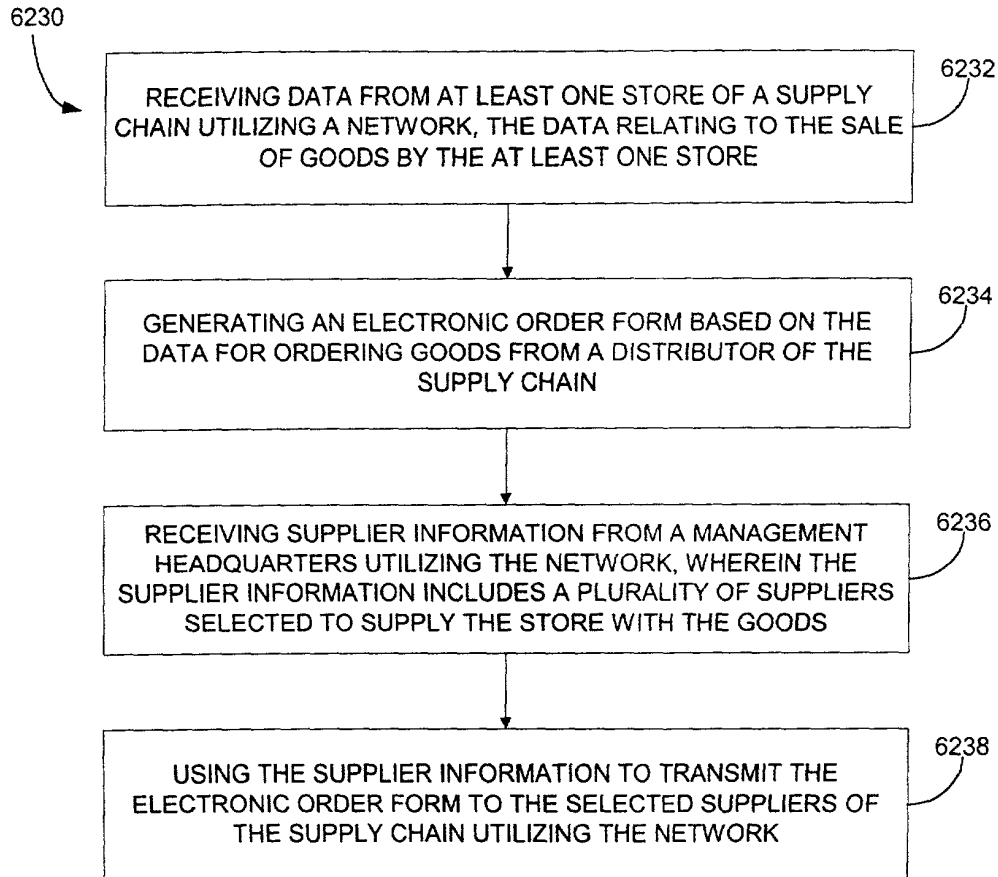 6230
RECEIVING DATA FROM AT LEAST ONE STORE OF A SUPPLY
CHAIN UTILIZING A NETWORK, THE DATA RELATING TO THE SALE
OF GOODS BY THE AT LEAST ONE STORE
6232
GENERATING AN ELECTRONIC ORDER FORM BASED ON THE
DATA FOR ORDERING GOODS FROM A DISTRIBUTOR OF THE
SUPPLY CHAIN
6234
RECEIVING SUPPLIER INFORMATION FROM A MANAGEMENT
HEADQUARTERS UTILIZING THE NETWORK, WHEREIN THE
SUPPLIER INFORMATION INCLUDES A PLURALITY OF SUPPLIERS
SELECTED TO SUPPLY THE STORE WITH THE GOODS
6236
USING THE SUPPLIER INFORMATION TO TRANSMIT THE
ELECTRONIC ORDER FORM TO THE SELECTED SUPPLIERS OF
THE SUPPLY CHAIN UTILIZING THE NETWORK
6238